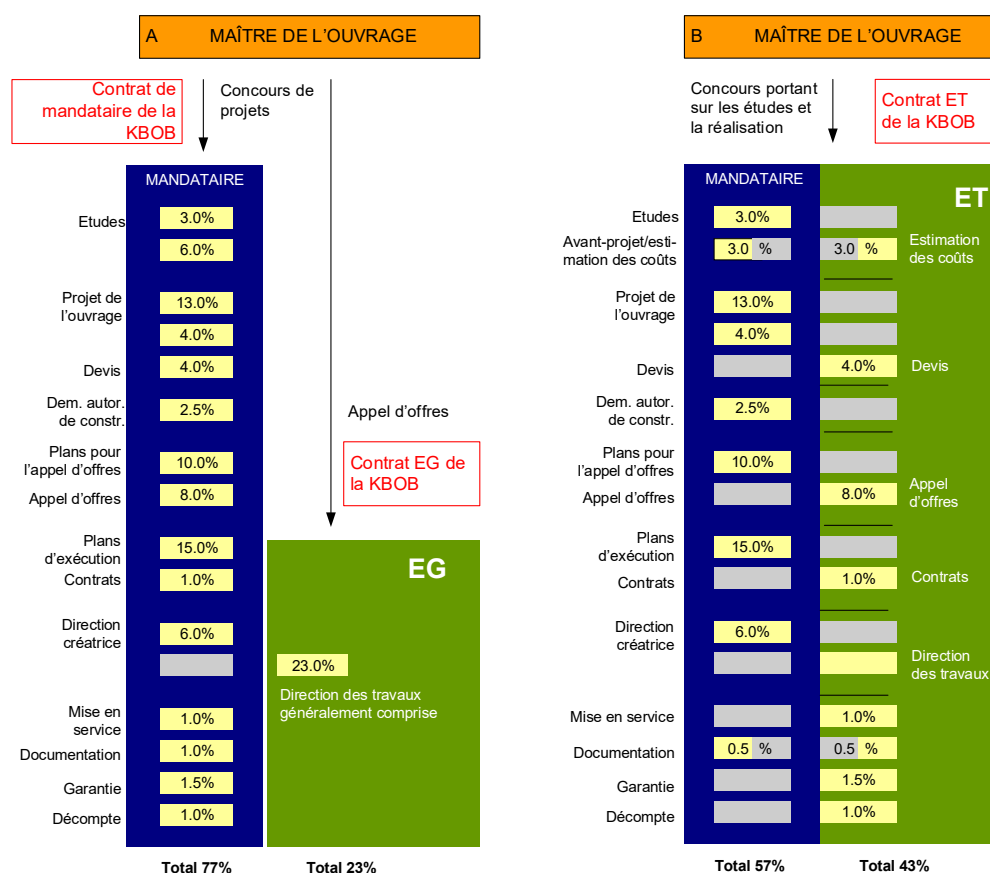 A MAÎTRE DE L'OUVRAGE
Contrat de
mandataire de la
KBOB
Concours de
projets
MANDATAIRE
Etudes 3.0%
6.0%
Projet de
l'ouvrage
13.0%
4.0%
Devis 4.0%
Dem. autor.
de constr.
2.5%
Appel d'offres
Plans pour
l'appel d'offres
10.0%
Appel d'offres 8.0%
Contrat EG de
la KBOB
Plans
d'exécution
15.0%
Contrats 1.0%
EG
Direction
créatrice
6.0%
23.0%
Direction des travaux
généralement comprise
Mise en
service
1.0%
Documentation 1.0%
Garantie 1.5%
Décompte 1.0%
Total 77% Total 23%
B MAÎTRE DE L'OUVRAGE
Concours portant
sur les études et
la réalisation
Contrat ET
de la KBOB
MANDATAIRE
ET
Etudes 3.0%
Avant-projet/esti-
mation des coûts
3.0 % 3.0 %
Estimation
des coûts
Projet de
l'ouvrage
13.0%
4.0%
Devis 4.0% Devis
Dem. autor.
de constr.
2.5%
Plans pour
l'appel d'offres
10.0%
Appel d'offres 8.0%
Appel
d'offres
Plans
d'exécution
15.0%
Contrats 1.0% Contrats
Direction
créatrice
6.0%
Direction
des travaux
Mise en service 1.0%
Documentation 0.5 % 0.5 %
Garantie 1.5%
Décompte 1.0%
Total 57% Total 43%